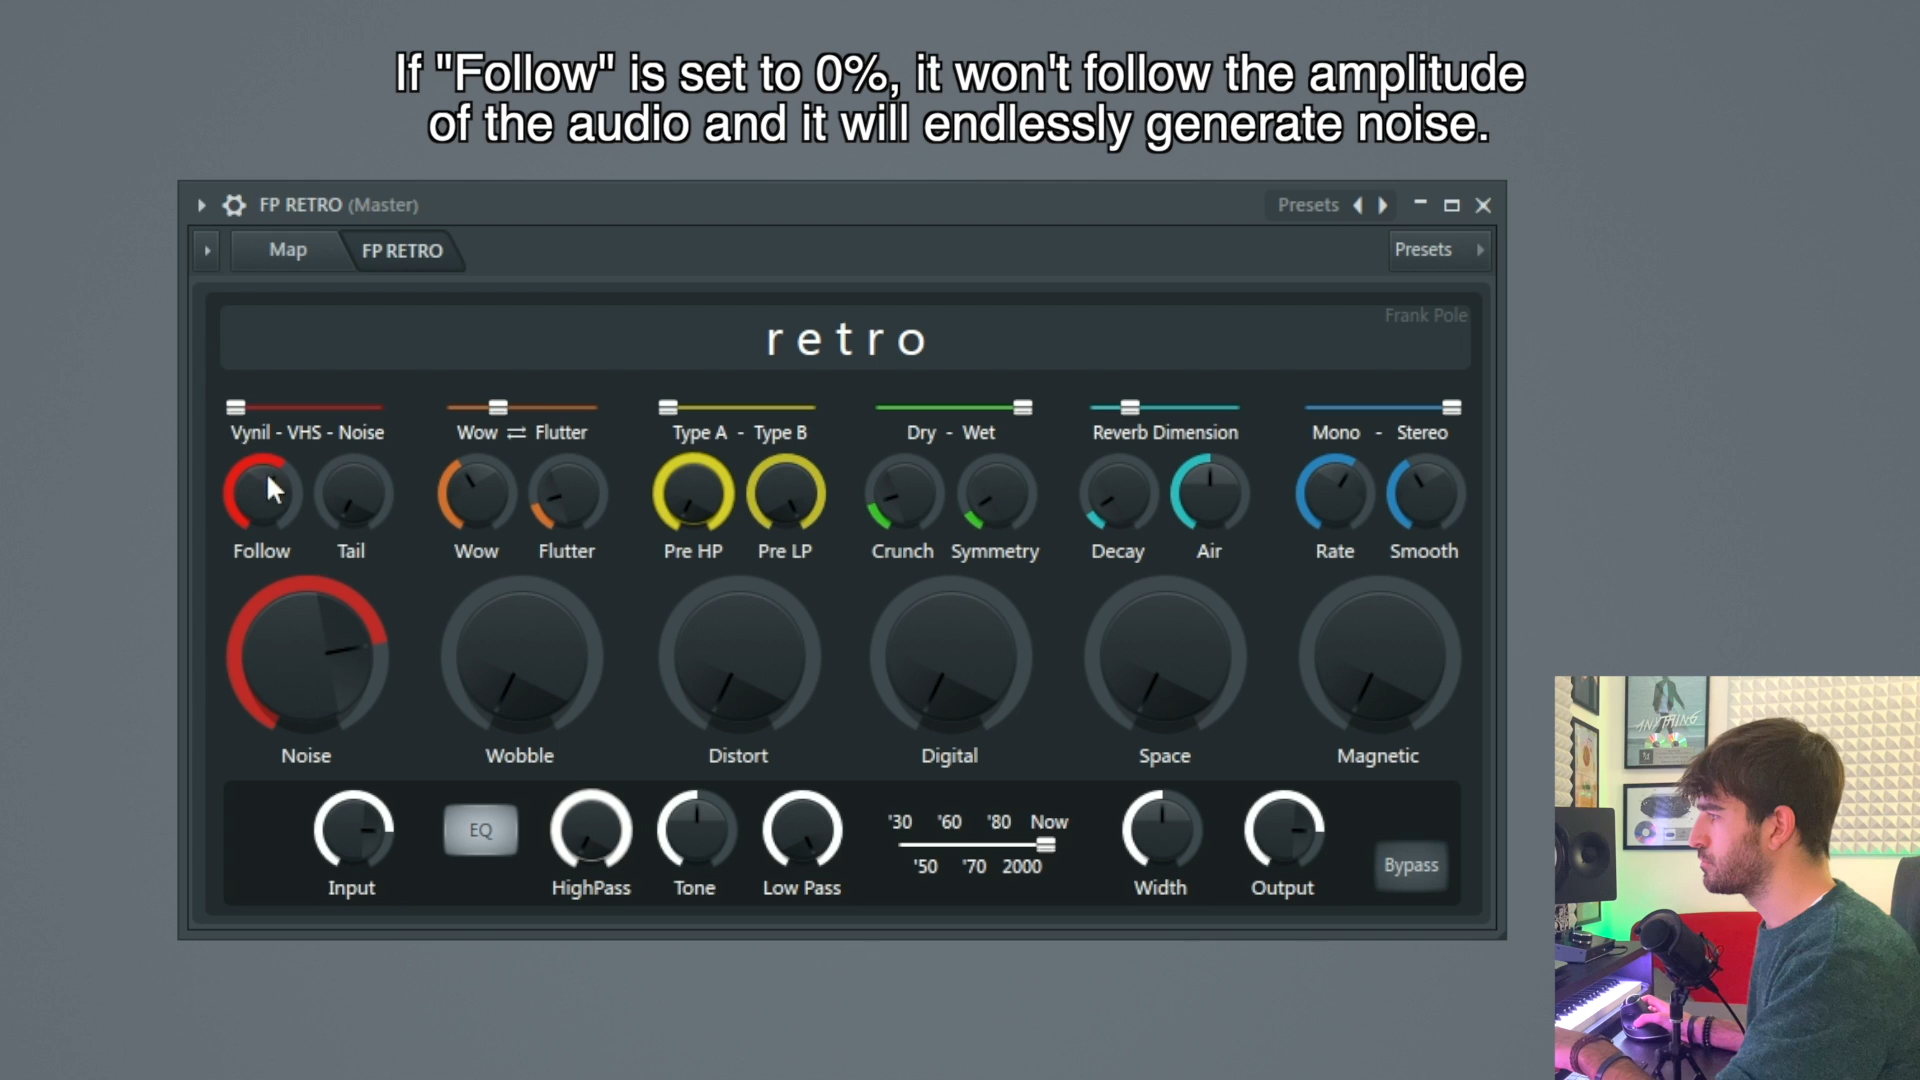 If "Follow" is set to 0%, it won't follow the amplitude
of the audio and it will endlessly generate noise.
FP RETRO (Master)
Presets
Map
FP RETRO
Presets
Frank Pole
retro
Vynil - VHS - Noise
Wow ⇄ Flutter
Type A - Type B
Dry - Wet
Reverb Dimension
Mono - Stereo
Follow
Tail
Wow
Flutter
Pre HP
Pre LP
Crunch
Symmetry
Decay
Air
Rate
Smooth
Noise
Wobble
Distort
Digital
Space
Magnetic
'30 '60 '80 Now
EQ
'50 '70 2000
Bypass
Input
HighPass
Tone
Low Pass
Width
Output
ANYTHING